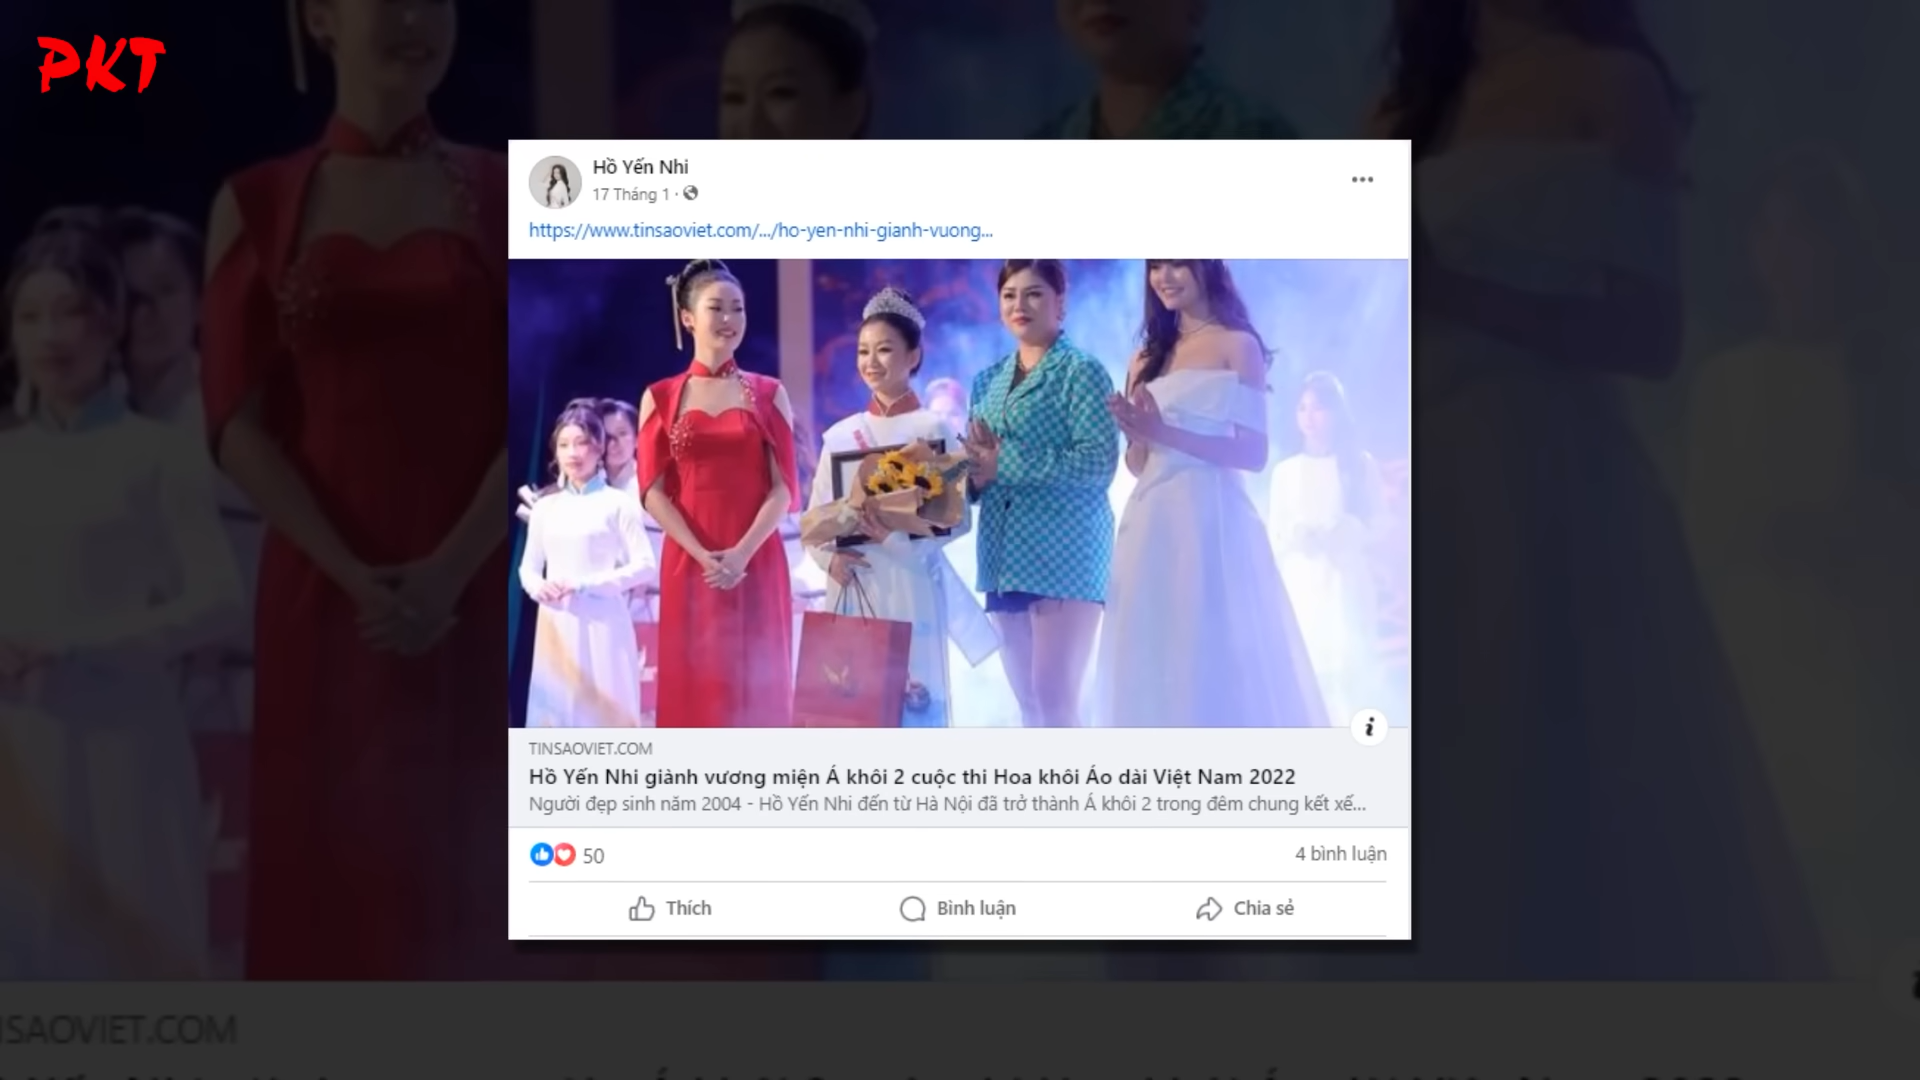 PKT
Hồ Yến Nhi
17 Tháng 1 ·
https://www.tinsaoviet.com/.../ho-yen-nhi-gianh-vuong...
TINSAOVIET.COM
Hồ Yến Nhi giành vương miện Á khôi 2 cuộc thi Hoa khôi Áo dài Việt Nam 2022
Người đẹp sinh năm 2004 - Hồ Yến Nhi đến từ Hà Nội đã trở thành Á khôi 2 trong đêm chung kết xế...
50
4 bình luận
Thích
Bình luận
Chia sẻ